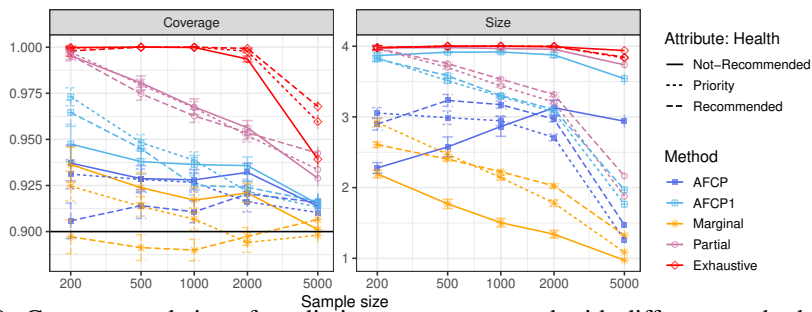 Coverage
Size
1.000
0.975
0.950
0.925
0.900
4
3
2
1
200 500 1000 2000 5000
200 500 1000 2000 5000
Sample size
Attribute: Health
Not−Recommended
Priority
Recommended
Method
AFCP
AFCP1
Marginal
Partial
Exhaustive